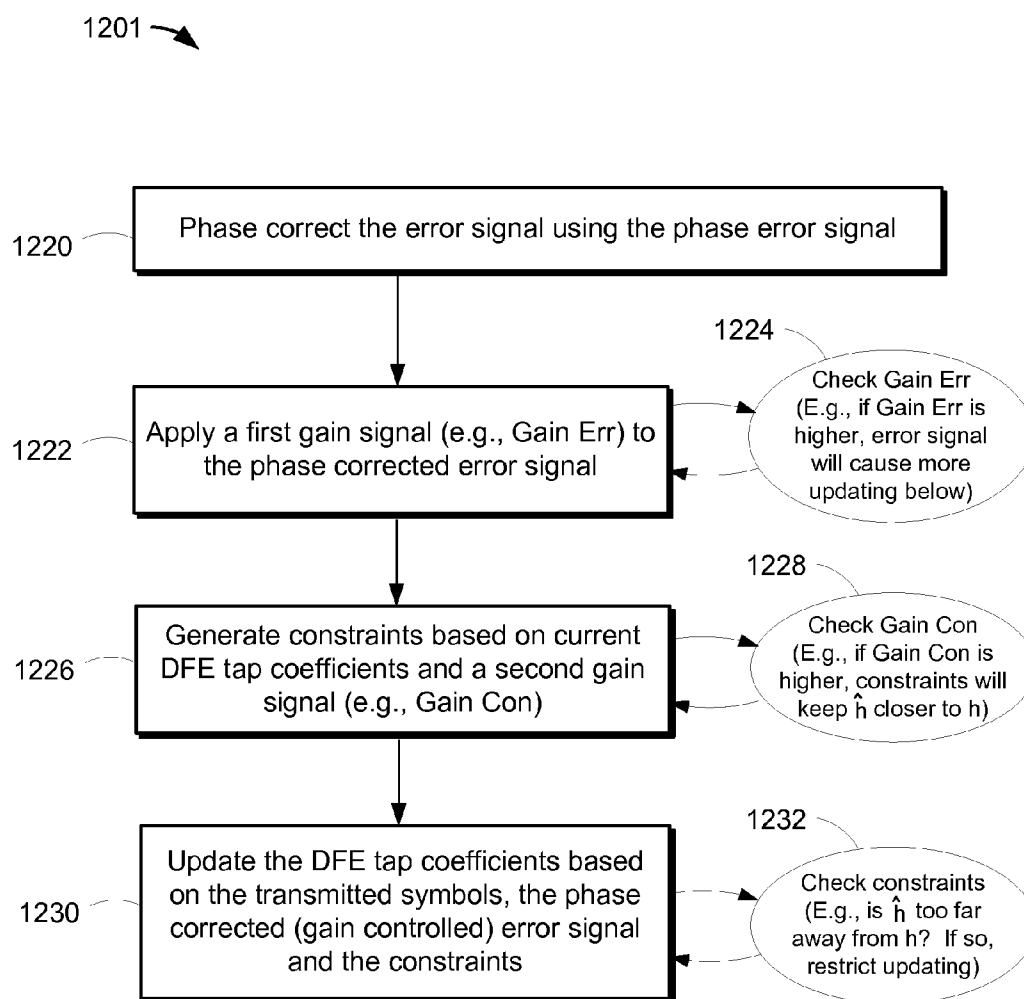 1201
1220
Phase correct the error signal using the phase error signal
1222
Apply a first gain signal (e.g., Gain Err) to
the phase corrected error signal
1224
Check Gain Err
(E.g., if Gain Err is
higher, error signal
will cause more
updating below)
1226
Generate constraints based on current
DFE tap coefficients and a second gain
signal (e.g., Gain Con)
1228
Check Gain Con
(E.g., if Gain Con is
higher, constraints will
keep ĥ closer to h)
1230
Update the DFE tap coefficients based
on the transmitted symbols, the phase
corrected (gain controlled) error signal
and the constraints
1232
Check constraints
(E.g., is ĥ too far
away from h?  If so,
restrict updating)